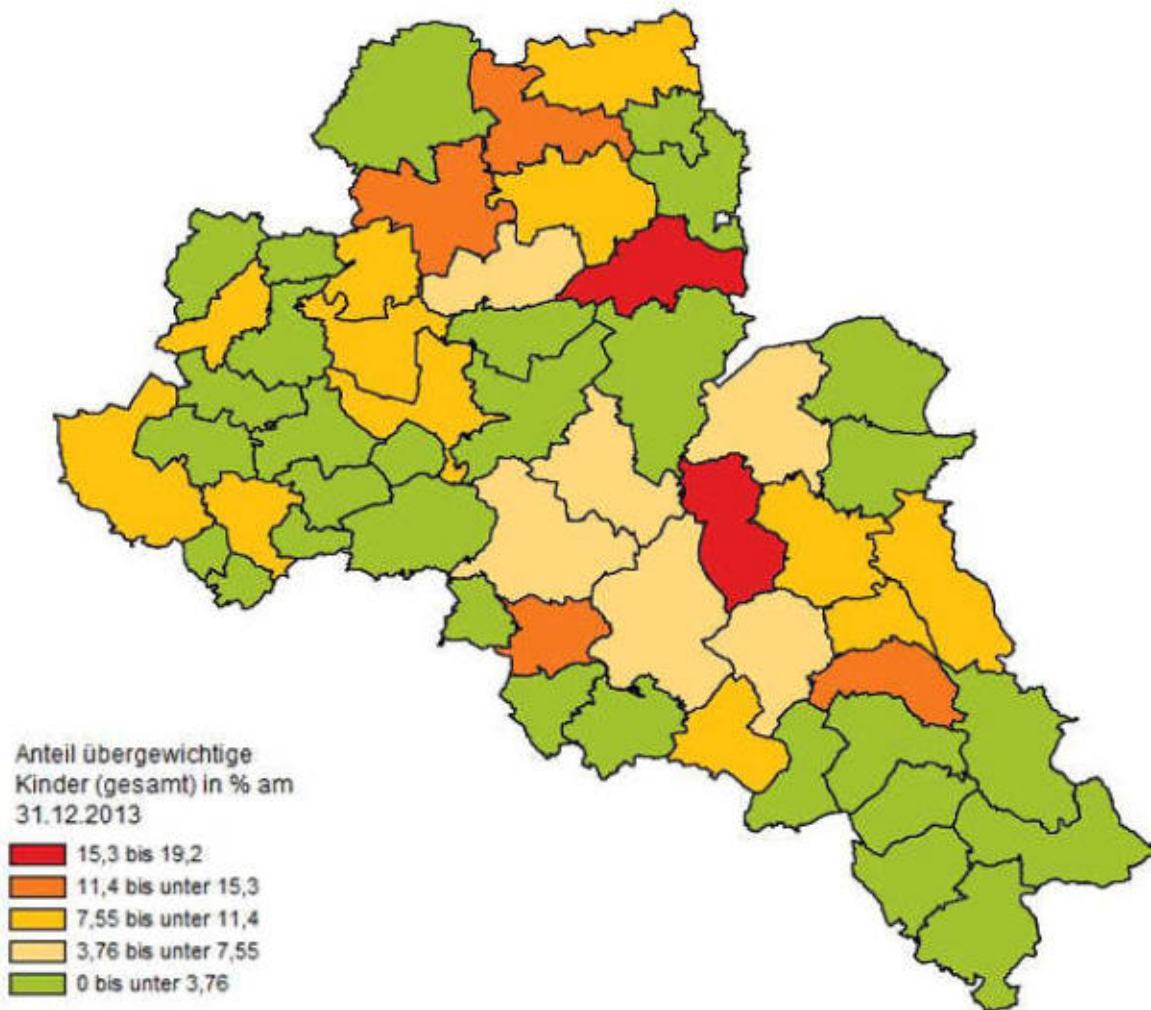 Anteil übergewichtige
Kinder (gesamt) in % am
31.12.2013
15,3 bis 19,2
11,4 bis unter 15,3
7,55 bis unter 11,4
3,76 bis unter 7,55
0 bis unter 3,76